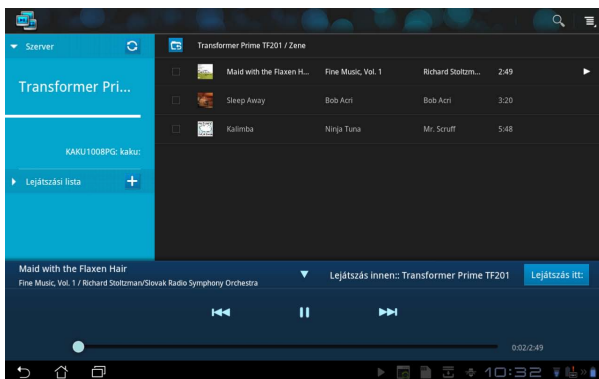 Szerver
Transformer Prime TF201 / Zene
Maid with the Flaxen H... Fine Music, Vol. 1 Richard Stoltzm... 2:49
Transformer Pri...
Sleep Away Bob Acri Bob Acri 3:20
Kalimba Ninja Tuna Mr. Scruff 5:48
KAKU1008PG: kaku:
Lejátszási lista
Maid with the Flaxen Hair
Fine Music, Vol. 1 / Richard Stoltzman/Slovak Radio Symphony Orchestra
Lejátszás innen:: Transformer Prime TF201 Lejátszás itt:
0:02/2:49
10:32